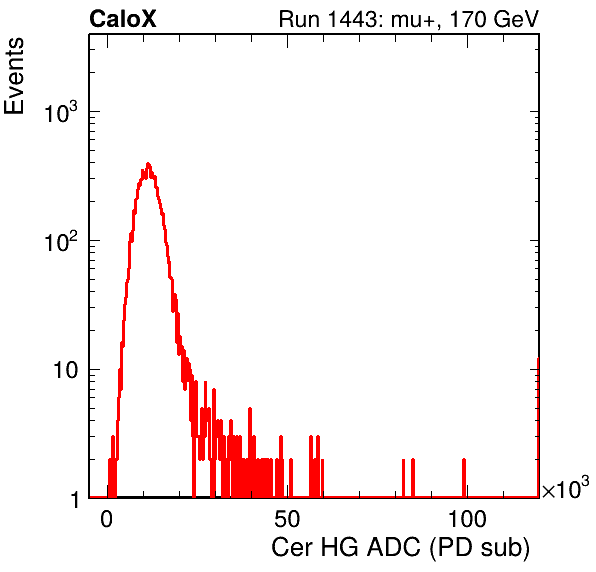 CaloX Run 1443: mu+, 170 GeV
Events
10³
10²
10
1
0 50 100 ×10³
Cer HG ADC (PD sub)